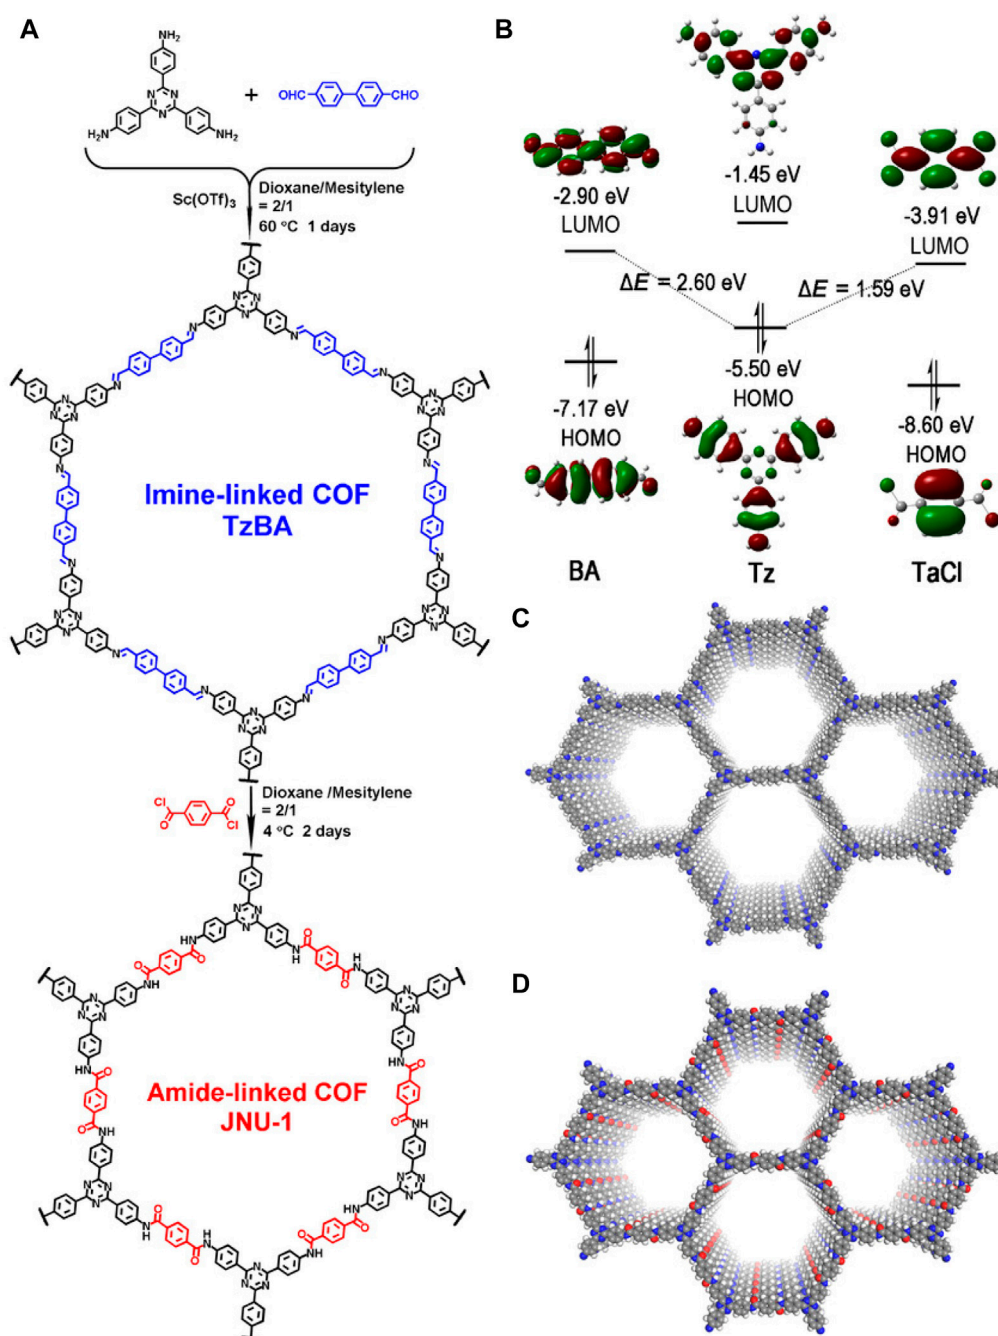 A
NH₂
H₂N
NH₂
N
N
N
+
OHC
CHO
Sc(OTf)₃
Dioxane/Mesitylene
= 2/1
60 °C 1 days
Imine-linked COF
TzBA
Cl
O
O
Cl
Dioxane /Mesitylene
= 2/1
4 °C 2 days
Amide-linked COF
JNU-1
B
-2.90 eV
LUMO
-1.45 eV
LUMO
-3.91 eV
LUMO
ΔE = 2.60 eV
ΔE = 1.59 eV
-7.17 eV
HOMO
-5.50 eV
HOMO
-8.60 eV
HOMO
BA
Tz
TaCl
C
D